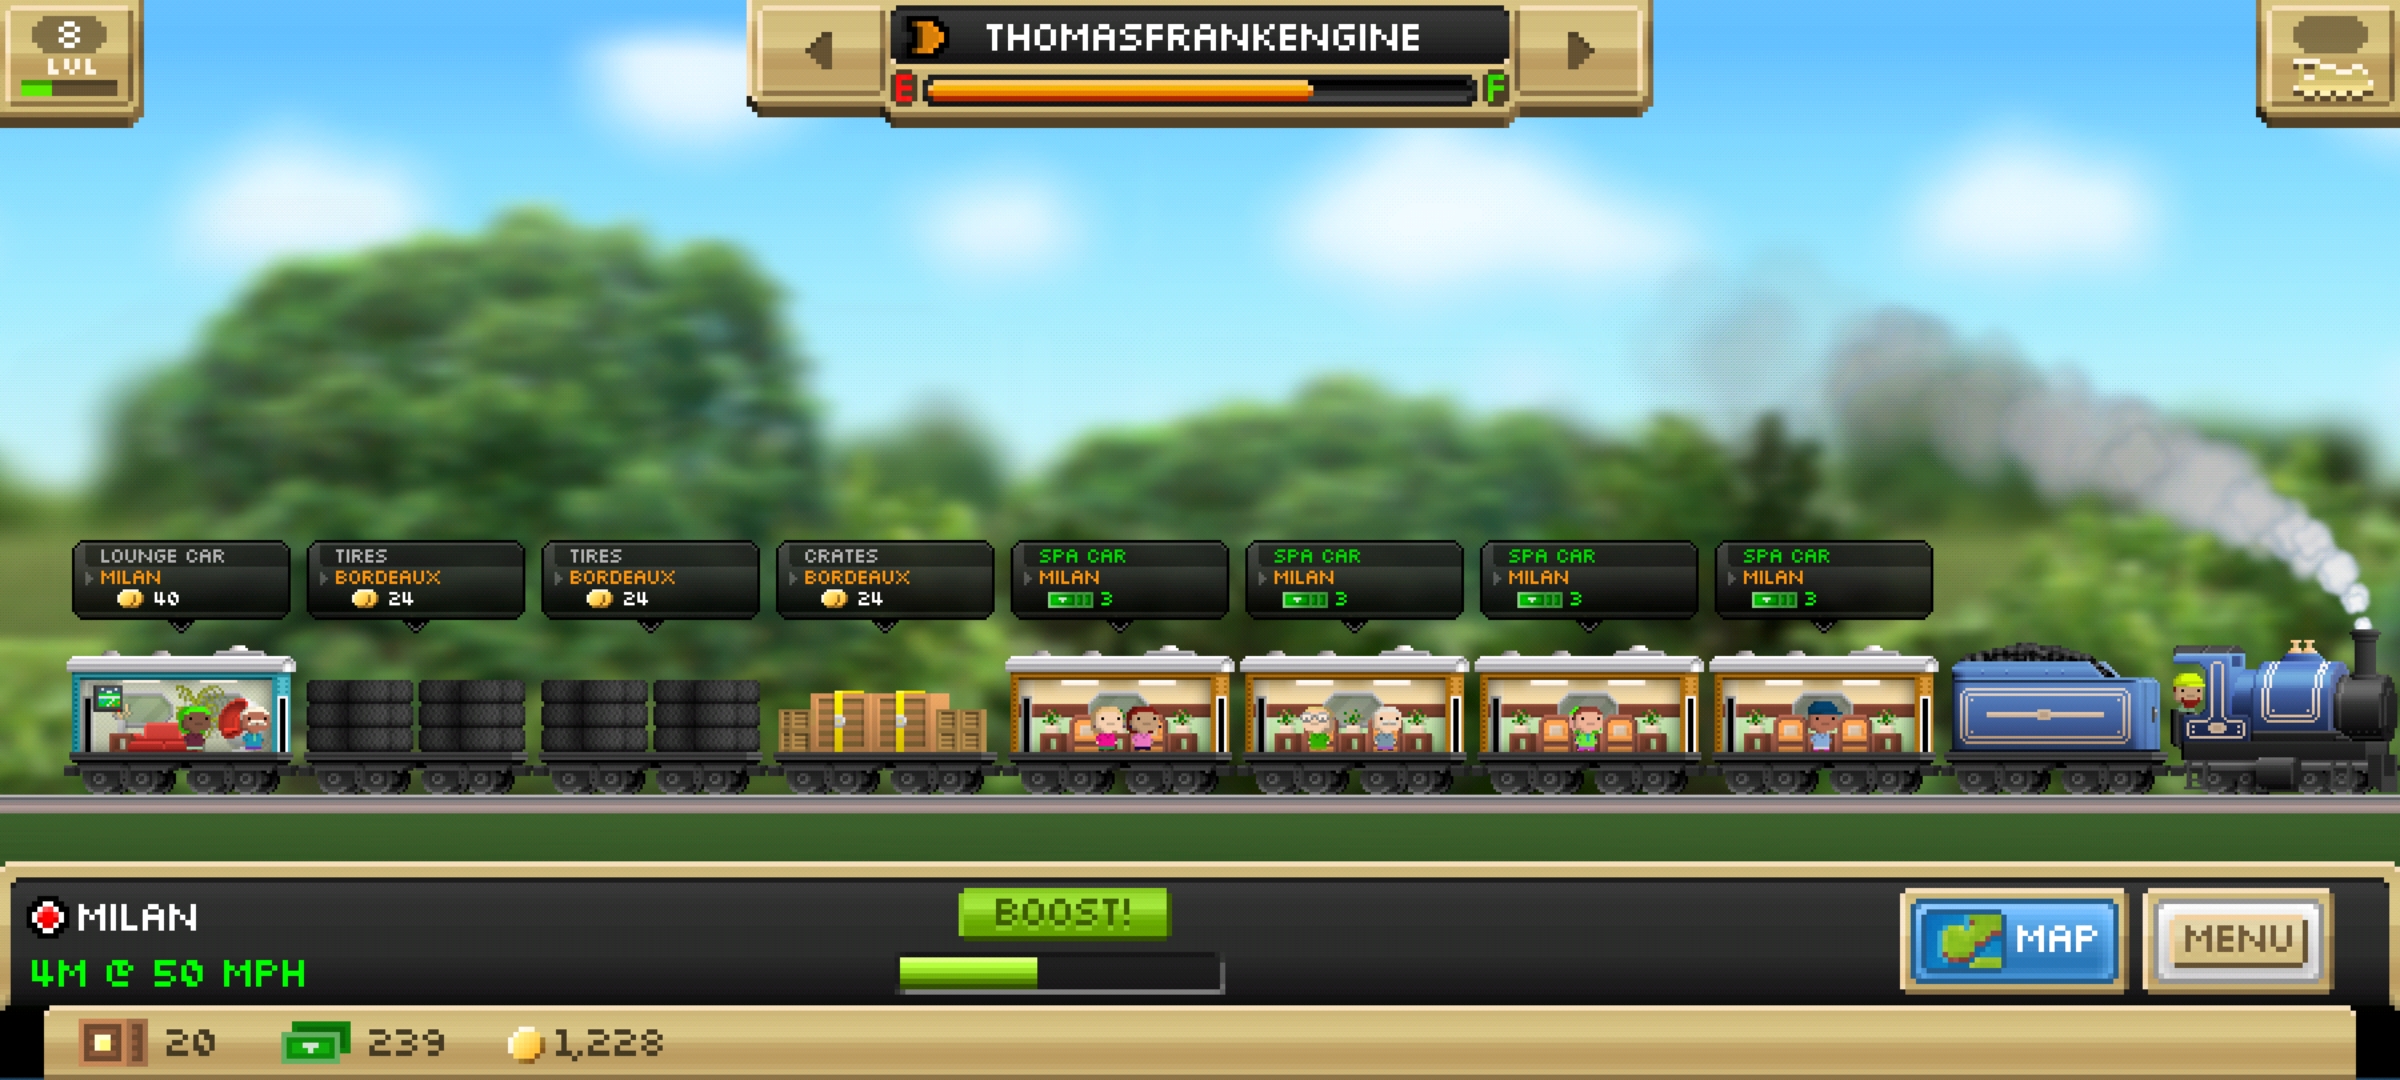 8
LVL
THOMASFRANKENGINE
E F
LOUNGE CAR
MILAN
40
TIRES
BORDEAUX
24
TIRES
BORDEAUX
24
CRATES
BORDEAUX
24
SPA CAR
MILAN
3
SPA CAR
MILAN
3
SPA CAR
MILAN
3
SPA CAR
MILAN
3
MILAN
4M @ 50 MPH
BOOST!
MAP
MENU
20
239
1,228